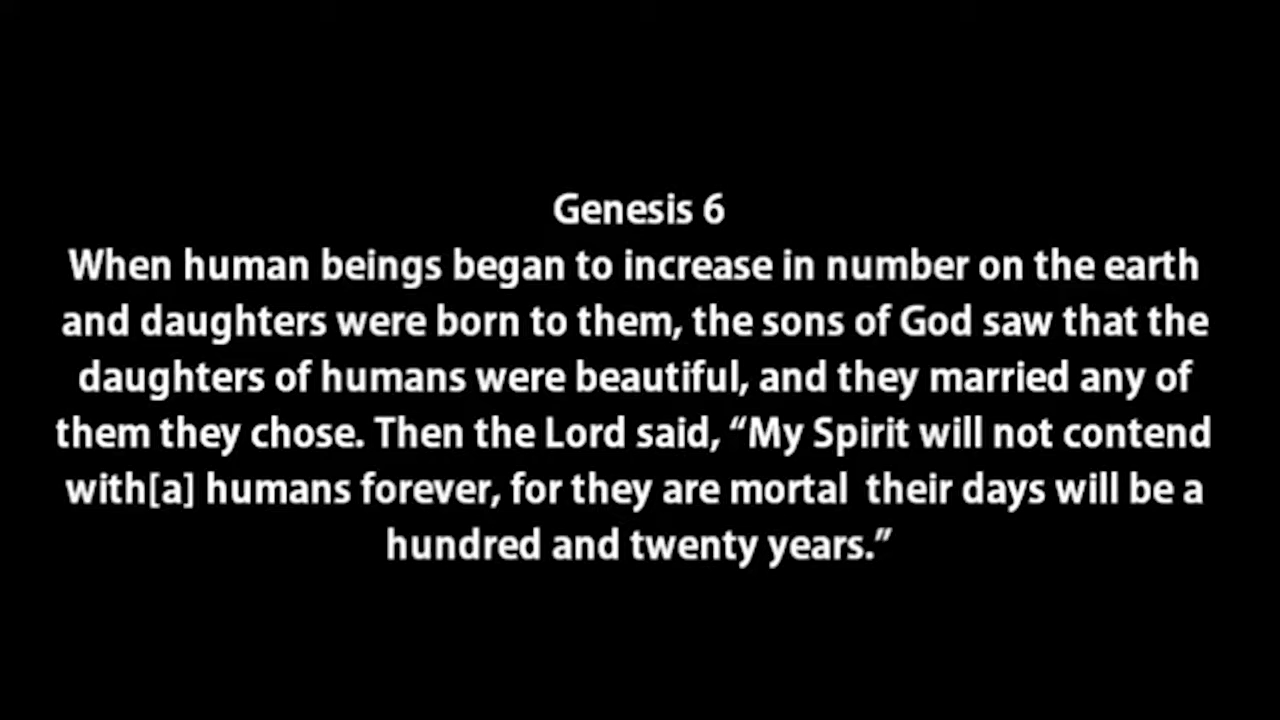 Genesis 6
When human beings began to increase in number on the earth
and daughters were born to them, the sons of God saw that the
daughters of humans were beautiful, and they married any of
them they chose. Then the Lord said, “My Spirit will not contend
with[a] humans forever, for they are mortal  their days will be a
hundred and twenty years.”